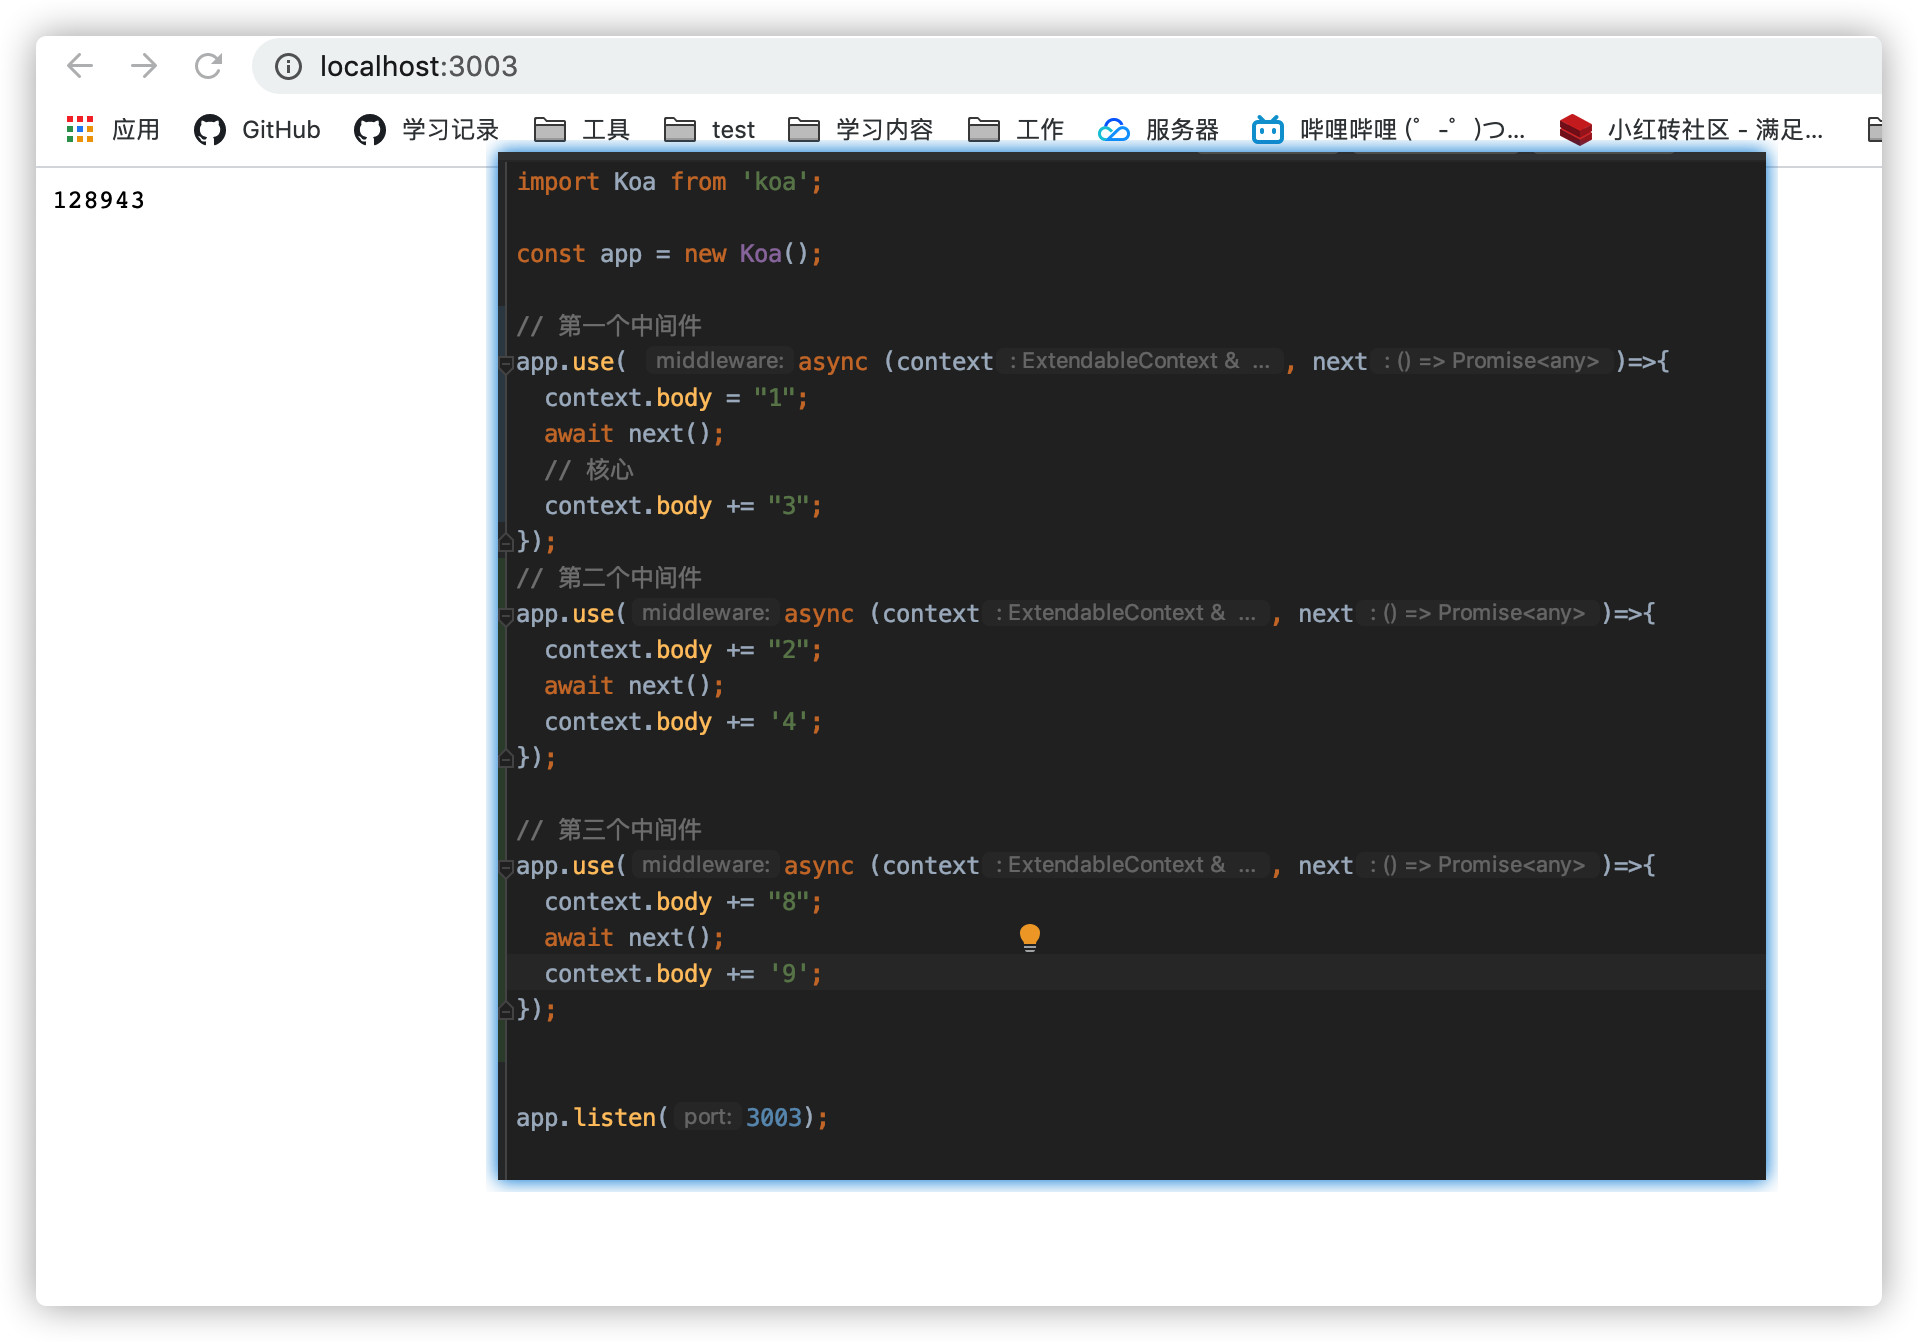 localhost:3003
应用 GitHub 学习记录 工具 test 学习内容 工作 服务器 哔哩哔哩 (゜-゜)つ... 小红砖社区 - 满足...
128943
import Koa from 'koa';
const app = new Koa();
// 第一个中间件
app.use( middleware: async (context : ExtendableContext & ... , next : () => Promise<any> )=>{
context.body = "1";
await next();
// 核心
context.body += "3";
});
// 第二个中间件
app.use( middleware: async (context : ExtendableContext & ... , next : () => Promise<any> )=>{
context.body += "2";
await next();
context.body += '4';
});
// 第三个中间件
app.use( middleware: async (context : ExtendableContext & ... , next : () => Promise<any> )=>{
context.body += "8";
await next();
context.body += '9';
});
app.listen( port: 3003);